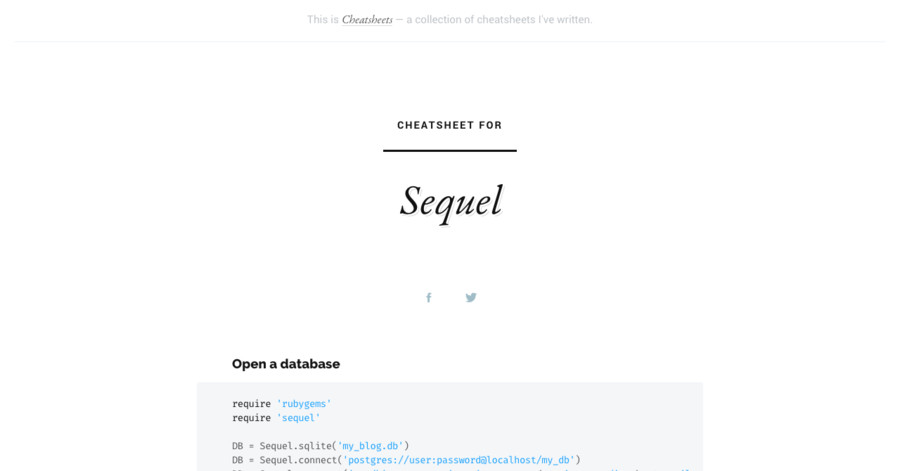 This is Cheatsheets — a collection of cheatsheets I've written.
CHEATSHEET FOR
Sequel
Open a database
require 'rubygems'
require 'sequel'
DB = Sequel.sqlite('my_blog.db')
DB = Sequel.connect('postgres://user:password@localhost/my_db')